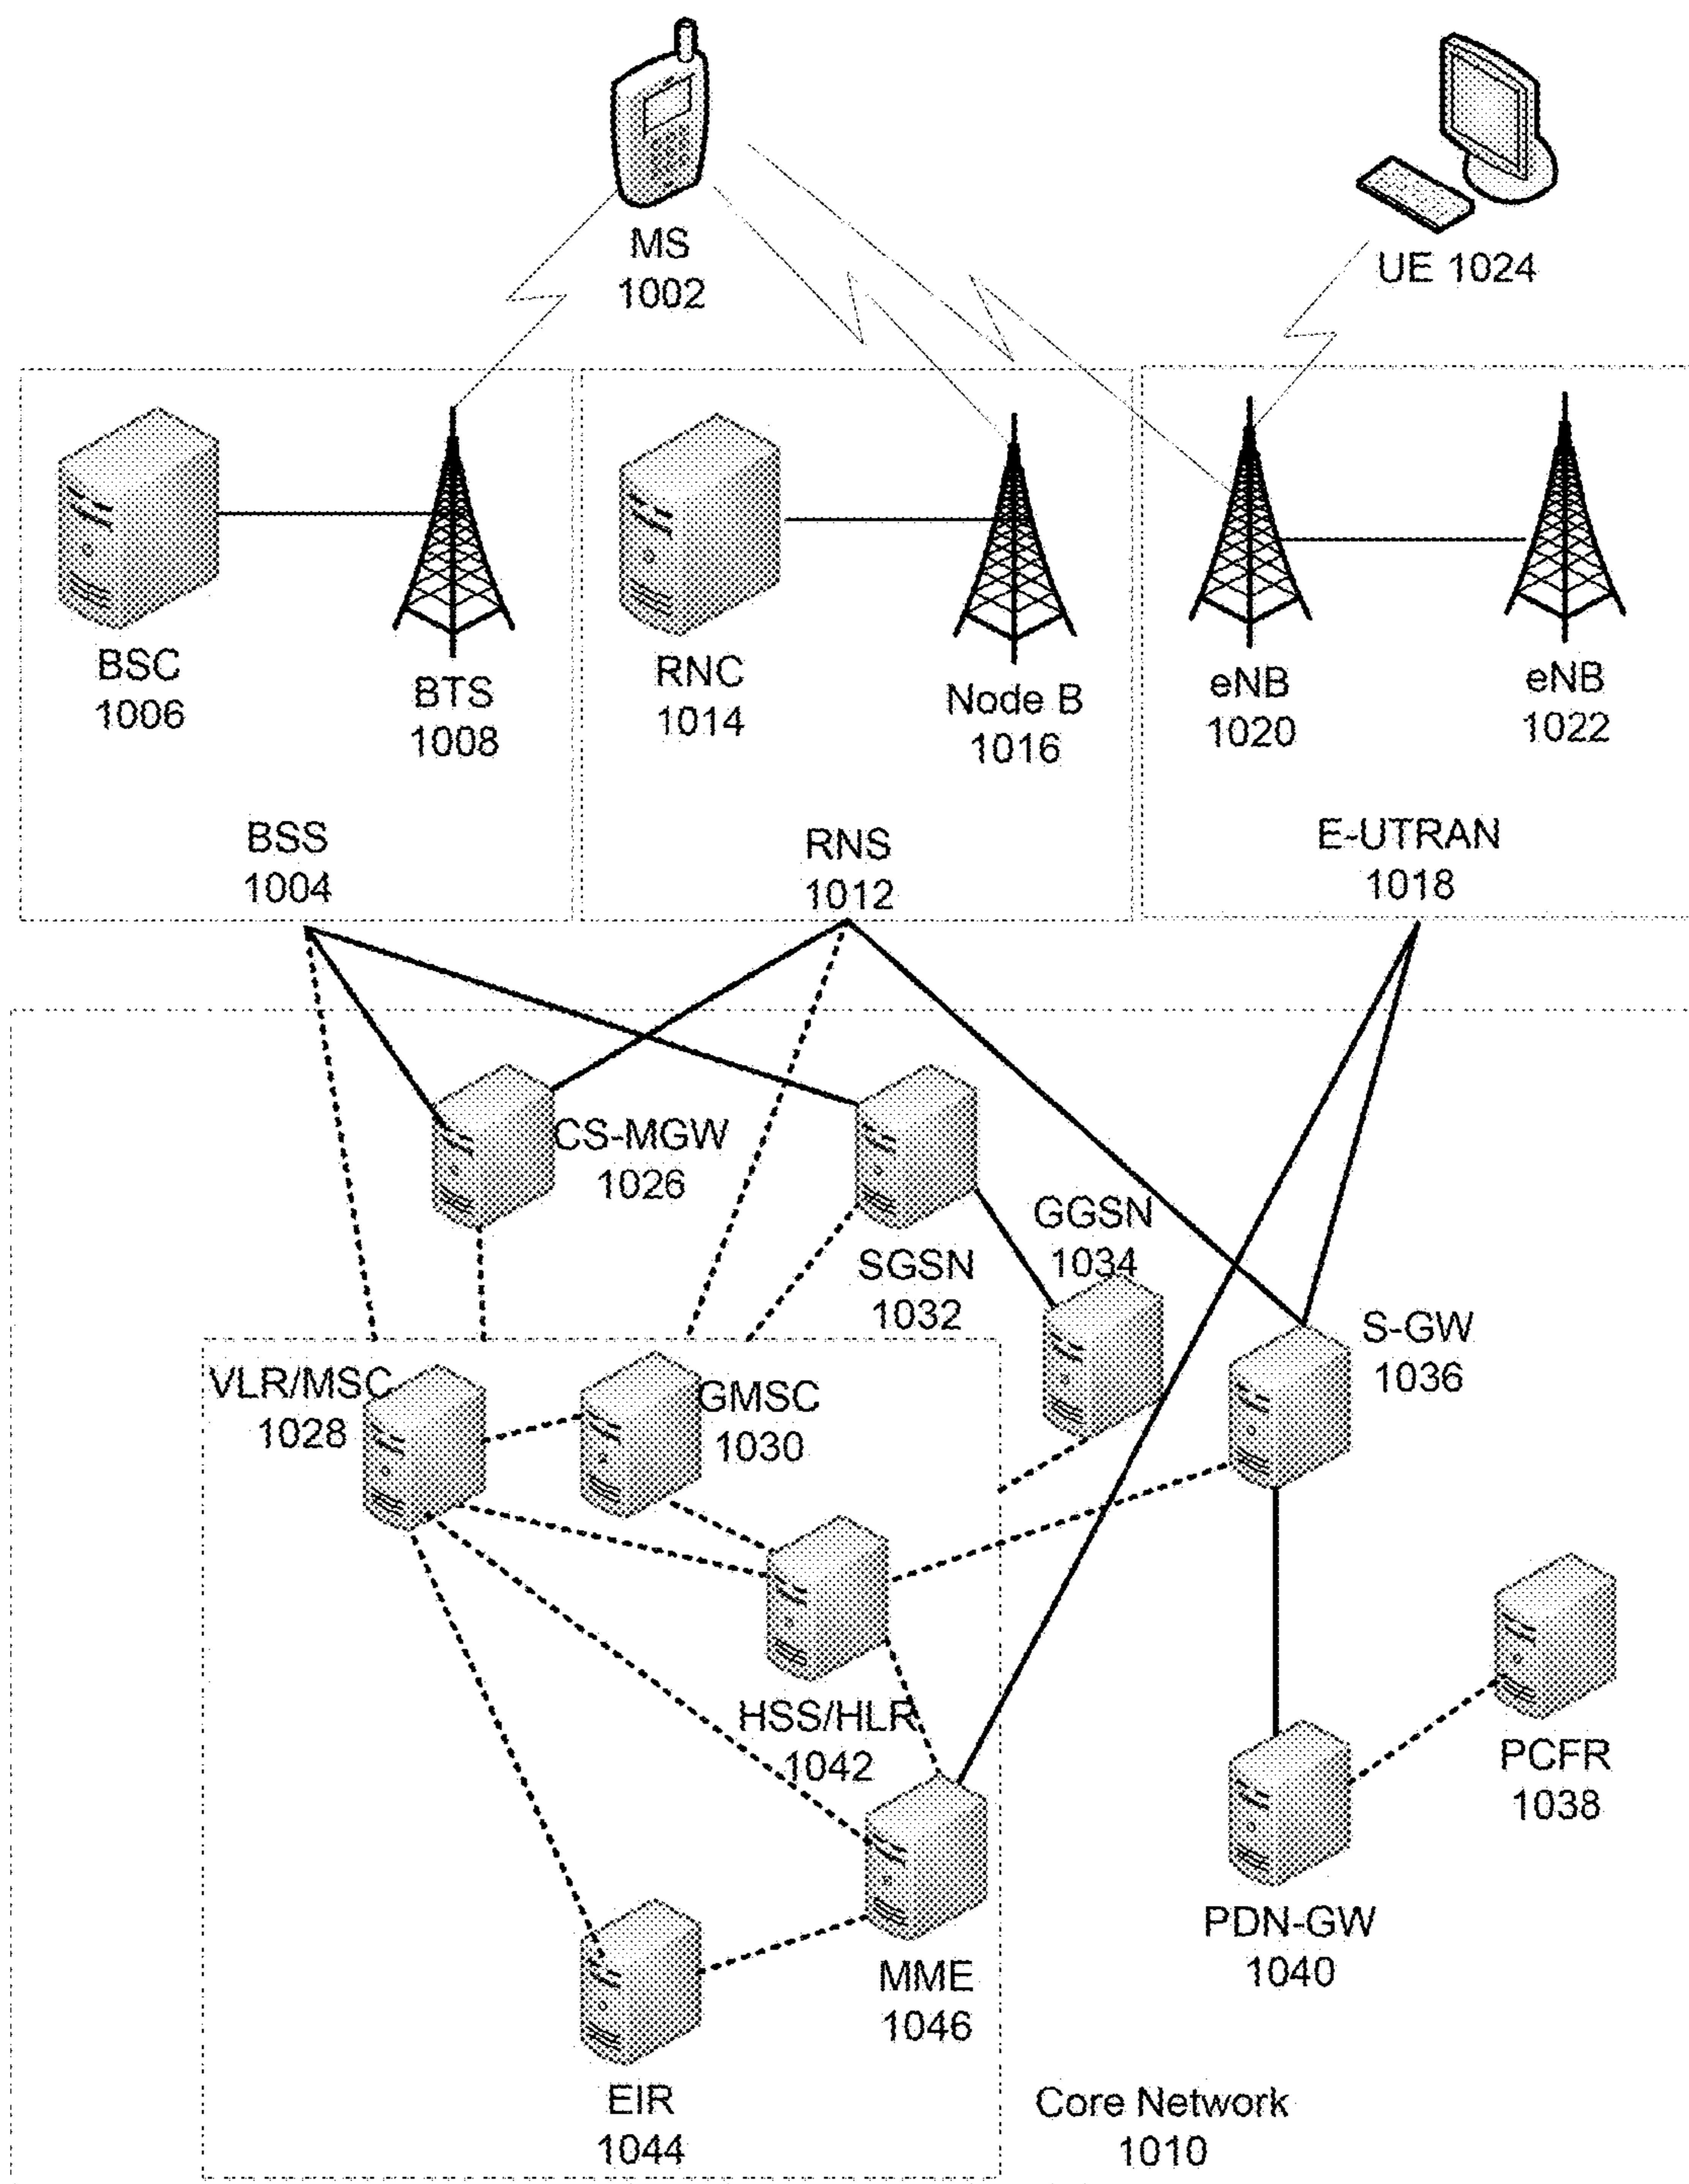 MS
1002
UE 1024
BSC
1006
BTS
1008
RNC
1014
Node B
1016
eNB
1020
eNB
1022
BSS
1004
RNS
1012
E-UTRAN
1018
CS-MGW
1026
SGSN
1032
GGSN
1034
S-GW
1036
VLR/MSC
1028
GMSC
1030
HSS/HLR
1042
PCFR
1038
PDN-GW
1040
MME
1046
EIR
1044
Core Network
1010